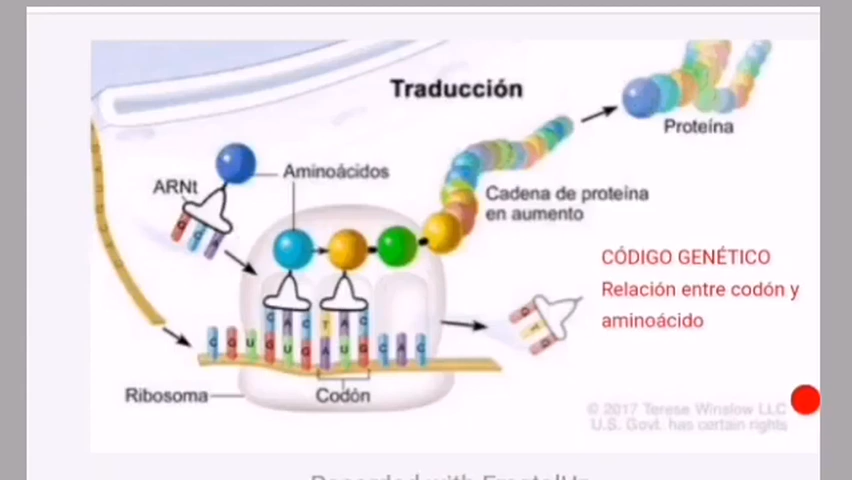 Traducción
Proteína
Aminoácidos
ARNt
Cadena de proteína
en aumento
CÓDIGO GENÉTICO
Relación entre codón y
aminoácido
C A C T A C
C G U G U G A U G C A C
Ribosoma
Codón
© 2017 Terese Winslow LLC
U.S. Govt. has certain rights